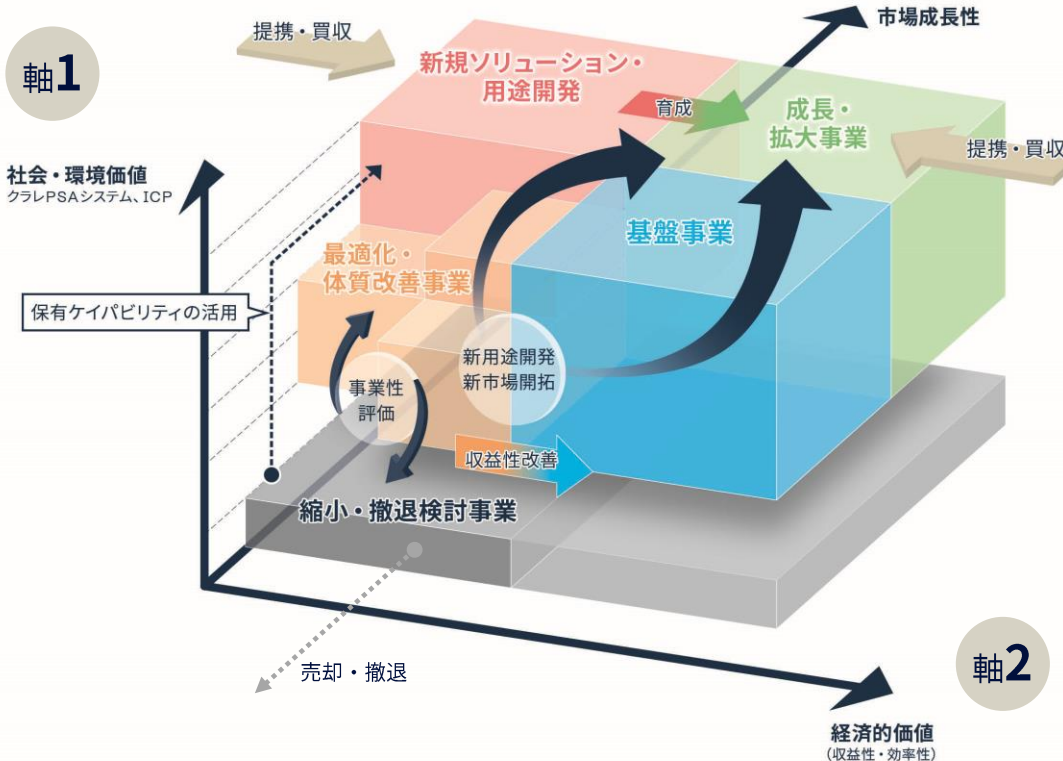 市場成長性
提携・買収
軸1
新規ソリューション・
用途開発
育成
成長・
拡大事業
提携・買収
社会・環境価値
クラレPSAシステム、ICP
基盤事業
最適化・
体質改善事業
保有ケイパビリティの活用
新用途開発
新市場開拓
事業性
評価
収益性改善
縮小・撤退検討事業
売却・撤退
軸2
経済的価値
(収益性・効率性)